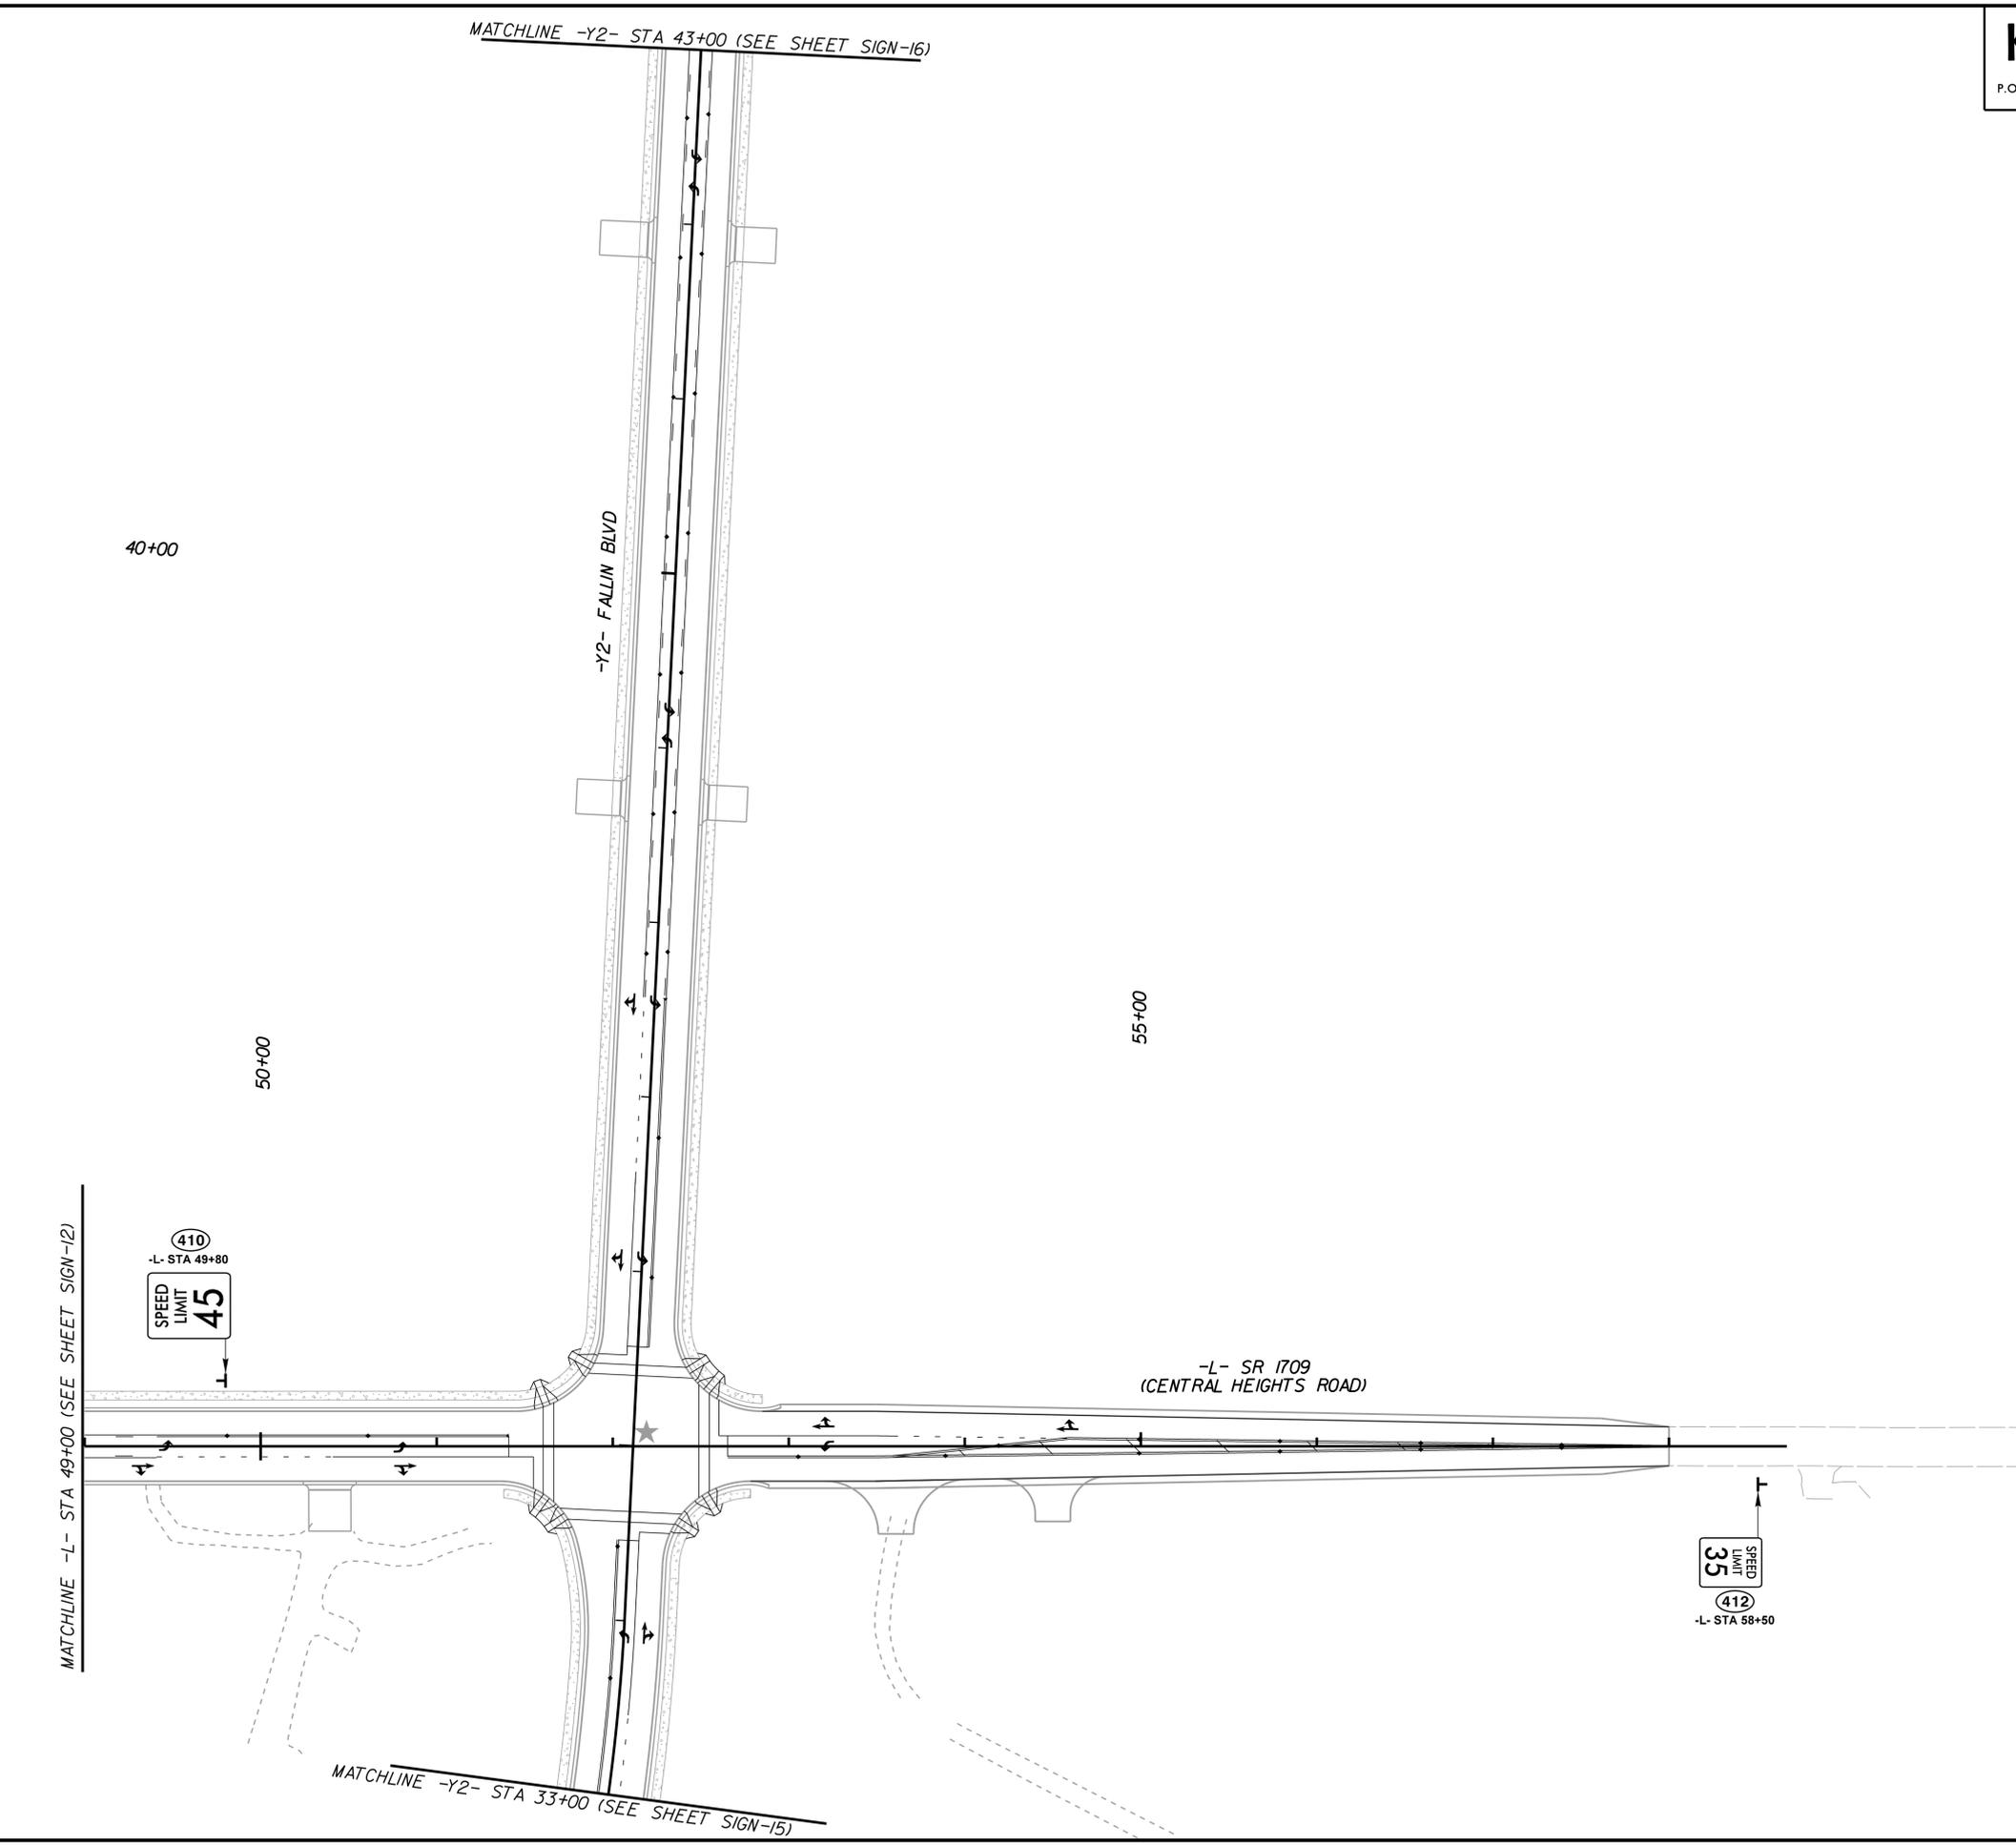 MATCHLINE -Y2- STA 43+00 (SEE SHEET SIGN-16)
P.O
40+00
-Y2- FALLIN BLVD
50+00
55+00
MATCHLINE -L- STA 49+00 (SEE SHEET SIGN-12)
410
-L- STA 49+80
SPEED
LIMIT
45
-L- SR 1709
(CENTRAL HEIGHTS ROAD)
SPEED
LIMIT
35
412
-L- STA 58+50
MATCHLINE -Y2- STA 33+00 (SEE SHEET SIGN-15)